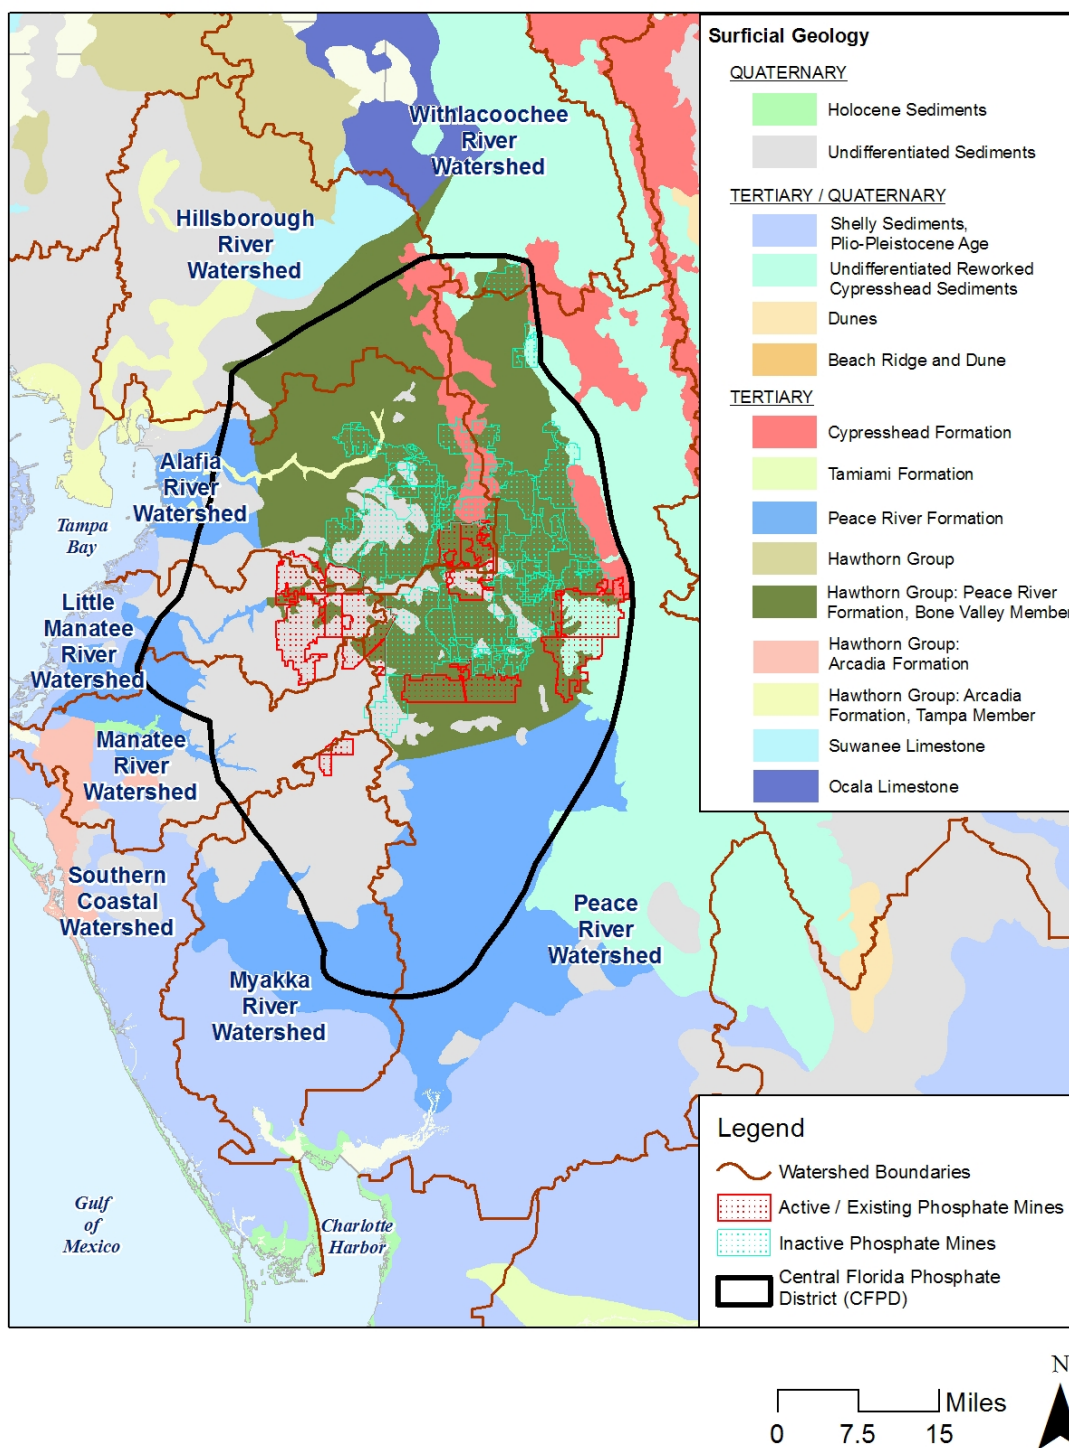 Surficial Geology
QUATERNARY
Holocene Sediments
Undifferentiated Sediments
TERTIARY / QUATERNARY
Shelly Sediments,
Plio-Pleistocene Age
Undifferentiated Reworked
Cypresshead Sediments
Dunes
Beach Ridge and Dune
TERTIARY
Cypresshead Formation
Tamiami Formation
Peace River Formation
Hawthorn Group
Hawthorn Group: Peace River
Formation, Bone Valley Member
Hawthorn Group:
Arcadia Formation
Hawthorn Group: Arcadia
Formation, Tampa Member
Suwanee Limestone
Ocala Limestone
Withlacoochee
River
Watershed
Hillsborough
River
Watershed
Alafia
River
Watershed
Tampa
Bay
Little
Manatee
River
Watershed
Manatee
River
Watershed
Southern
Coastal
Watershed
Peace
River
Watershed
Myakka
River
Watershed
Gulf
of
Mexico
Charlotte
Harbor
Legend
Watershed Boundaries
Active / Existing Phosphate Mines
Inactive Phosphate Mines
Central Florida Phosphate
District (CFPD)
N
Miles
0 7.5 15